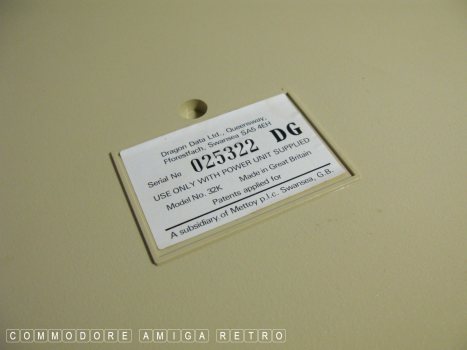 Dragon Data Ltd., Queensway,
Fforestfach, Swansea SA5 4EH
Serial No 025322 DG
USE ONLY WITH POWER UNIT SUPPLIED
Model No. 32K Made in Great Britain
Patents applied for
A subsidiary of Mettoy p.l.c. Swansea, G.B.
COMMODORE AMIGA RETRO